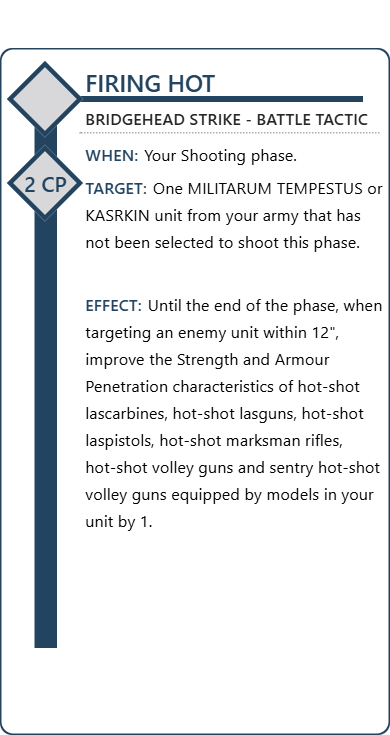 FIRING HOT
BRIDGEHEAD STRIKE - BATTLE TACTIC
WHEN: Your Shooting phase.
2 CP
TARGET: One MILITARUM TEMPESTUS or
KASRKIN unit from your army that has
not been selected to shoot this phase.
EFFECT: Until the end of the phase, when
targeting an enemy unit within 12",
improve the Strength and Armour
Penetration characteristics of hot-shot
lascarbines, hot-shot lasguns, hot-shot
laspistols, hot-shot marksman rifles,
hot-shot volley guns and sentry hot-shot
volley guns equipped by models in your
unit by 1.